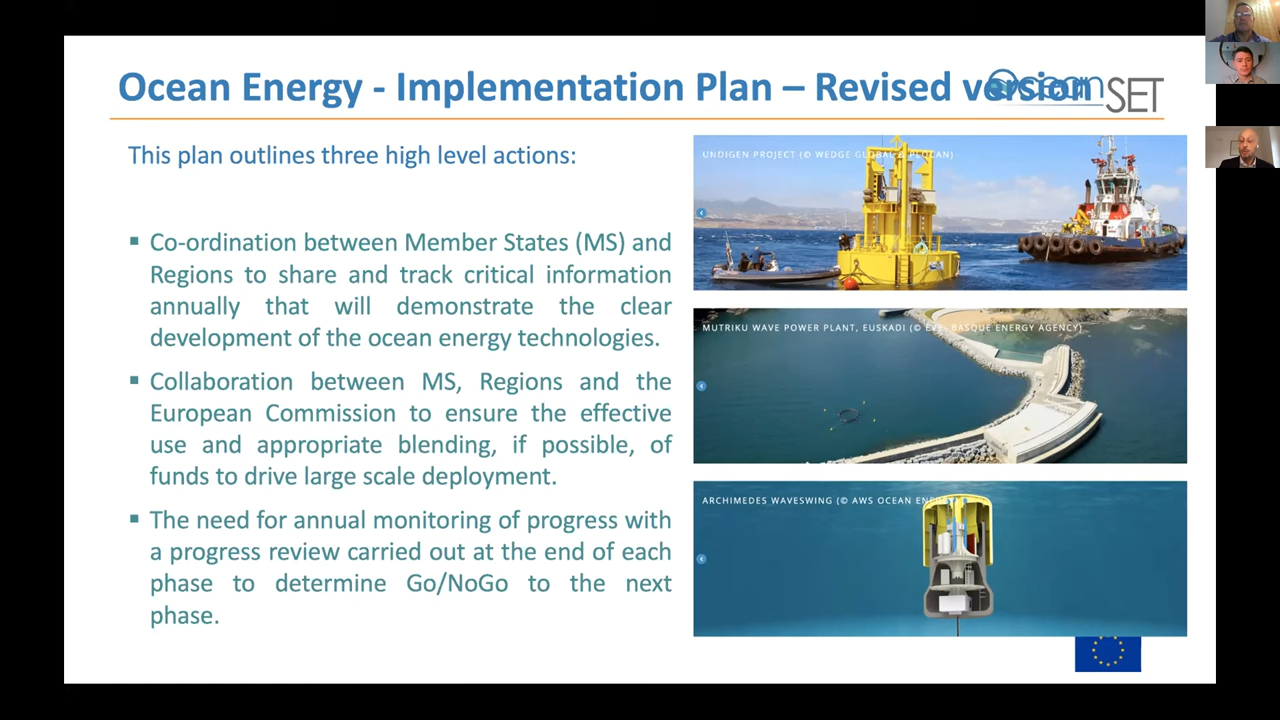 Ocean Energy - Implementation Plan – Revised version
Ocean SET
This plan outlines three high level actions:
▪ Co-ordination between Member States (MS) and
Regions to share and track critical information
annually that will demonstrate the clear
development of the ocean energy technologies.
▪ Collaboration between MS, Regions and the
European Commission to ensure the effective
use and appropriate blending, if possible, of
funds to drive large scale deployment.
▪ The need for annual monitoring of progress with
a progress review carried out at the end of each
phase to determine Go/NoGo to the next
phase.
UNDIGEN PROJECT (© WEDGE GLOBAL & PLOCAN)
MUTRIKU WAVE POWER PLANT, EUSKADI (© EVE- BASQUE ENERGY AGENCY)
ARCHIMEDES WAVESWING (© AWS OCEAN